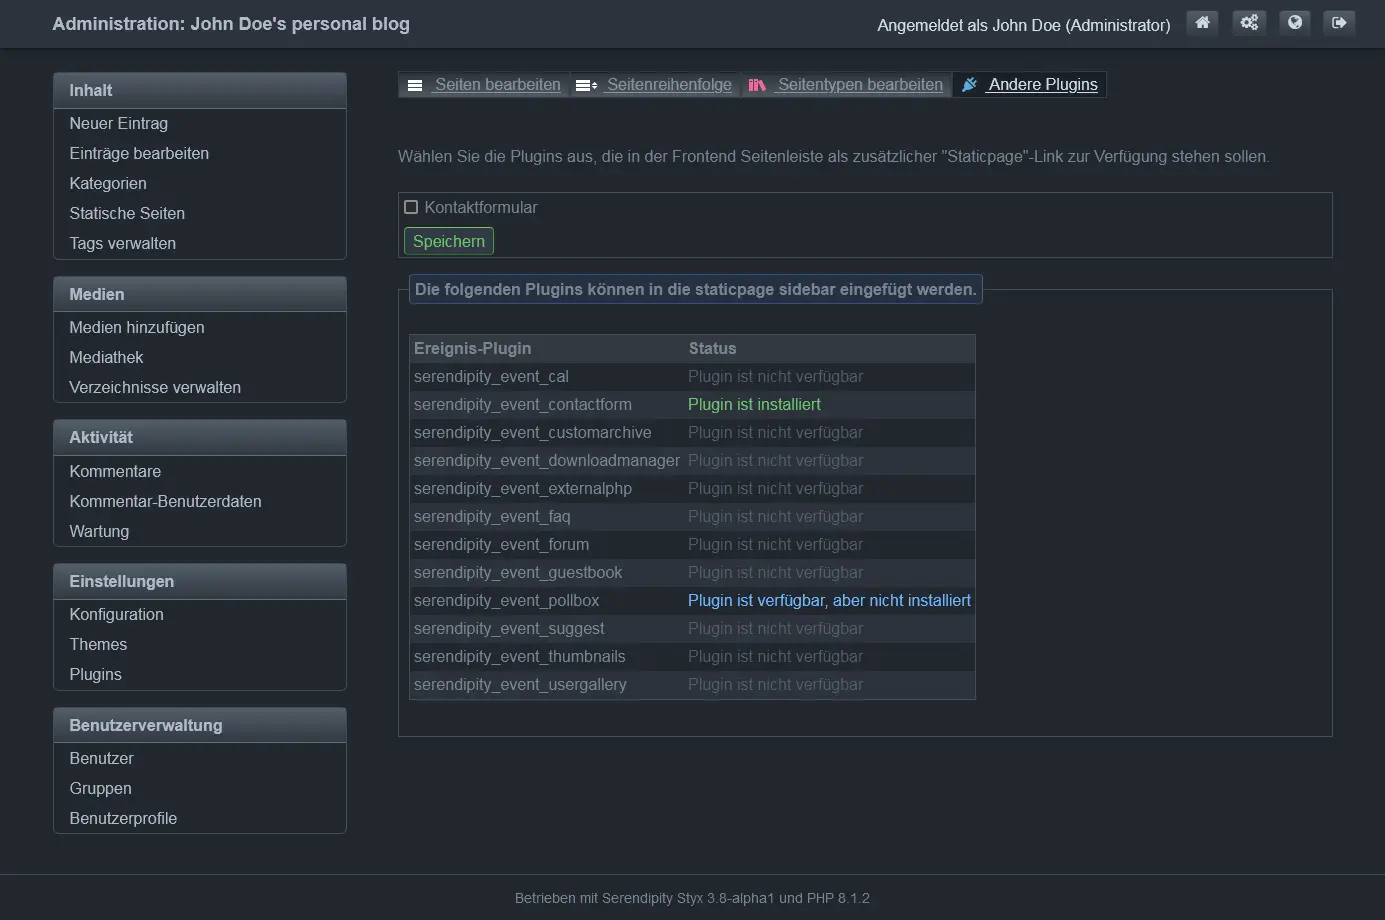 Administration: John Doe's personal blog
Angemeldet als John Doe (Administrator)
Inhalt
Neuer Eintrag
Einträge bearbeiten
Kategorien
Statische Seiten
Tags verwalten
Medien
Medien hinzufügen
Mediathek
Verzeichnisse verwalten
Aktivität
Kommentare
Kommentar-Benutzerdaten
Wartung
Einstellungen
Konfiguration
Themes
Plugins
Benutzerverwaltung
Benutzer
Gruppen
Benutzerprofile
Seiten bearbeiten Seitenreihenfolge Seitentypen bearbeiten Andere Plugins
Wählen Sie die Plugins aus, die in der Frontend Seitenleiste als zusätzlicher "Staticpage"-Link zur Verfügung stehen sollen.
Kontaktformular
Speichern
Die folgenden Plugins können in die staticpage sidebar eingefügt werden.
Ereignis-Plugin Status
serendipity_event_cal Plugin ist nicht verfügbar
serendipity_event_contactform Plugin ist installiert
serendipity_event_customarchive Plugin ist nicht verfügbar
serendipity_event_downloadmanager Plugin ist nicht verfügbar
serendipity_event_externalphp Plugin ist nicht verfügbar
serendipity_event_faq Plugin ist nicht verfügbar
serendipity_event_forum Plugin ist nicht verfügbar
serendipity_event_guestbook Plugin ist nicht verfügbar
serendipity_event_pollbox Plugin ist verfügbar, aber nicht installiert
serendipity_event_suggest Plugin ist nicht verfügbar
serendipity_event_thumbnails Plugin ist nicht verfügbar
serendipity_event_usergallery Plugin ist nicht verfügbar
Betrieben mit Serendipity Styx 3.8-alpha1 und PHP 8.1.2